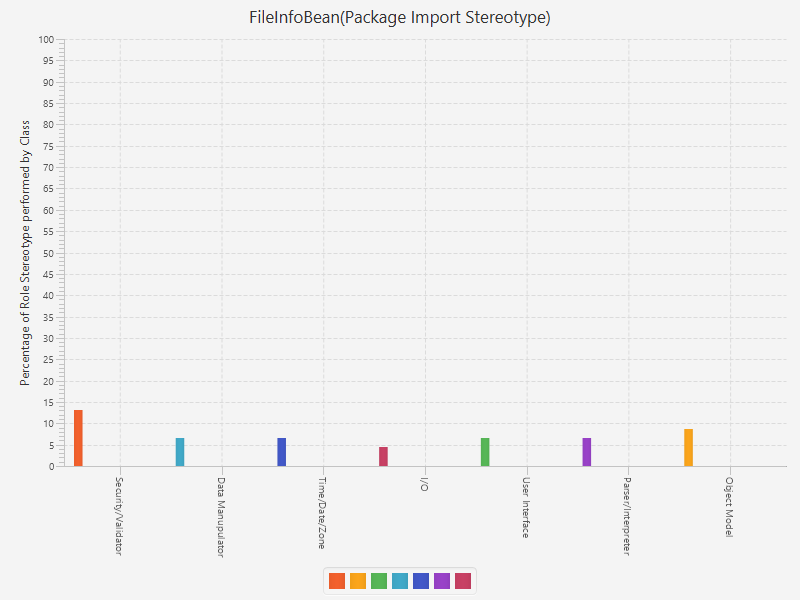 FileInfoBean(Package Import Stereotype)
Percentage of Role Stereotype performed by Class
100
95
90
85
80
75
70
65
60
55
50
45
40
35
30
25
20
15
10
5
0
Security/Validator
Data Manupulator
Time/Date/Zone
I/O
User Interface
Parser/Interpreter
Object Model